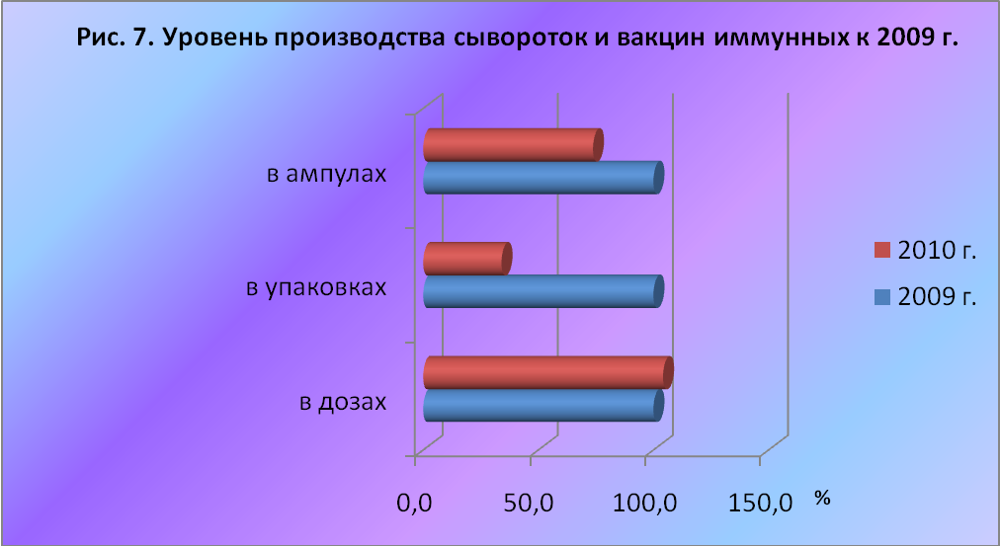 Рис. 7. Уровень производства сывороток и вакцин иммунных к 2009 г.
в ампулах
в упаковках
в дозах
2010 г.
2009 г.
0,0 50,0 100,0 150,0 %